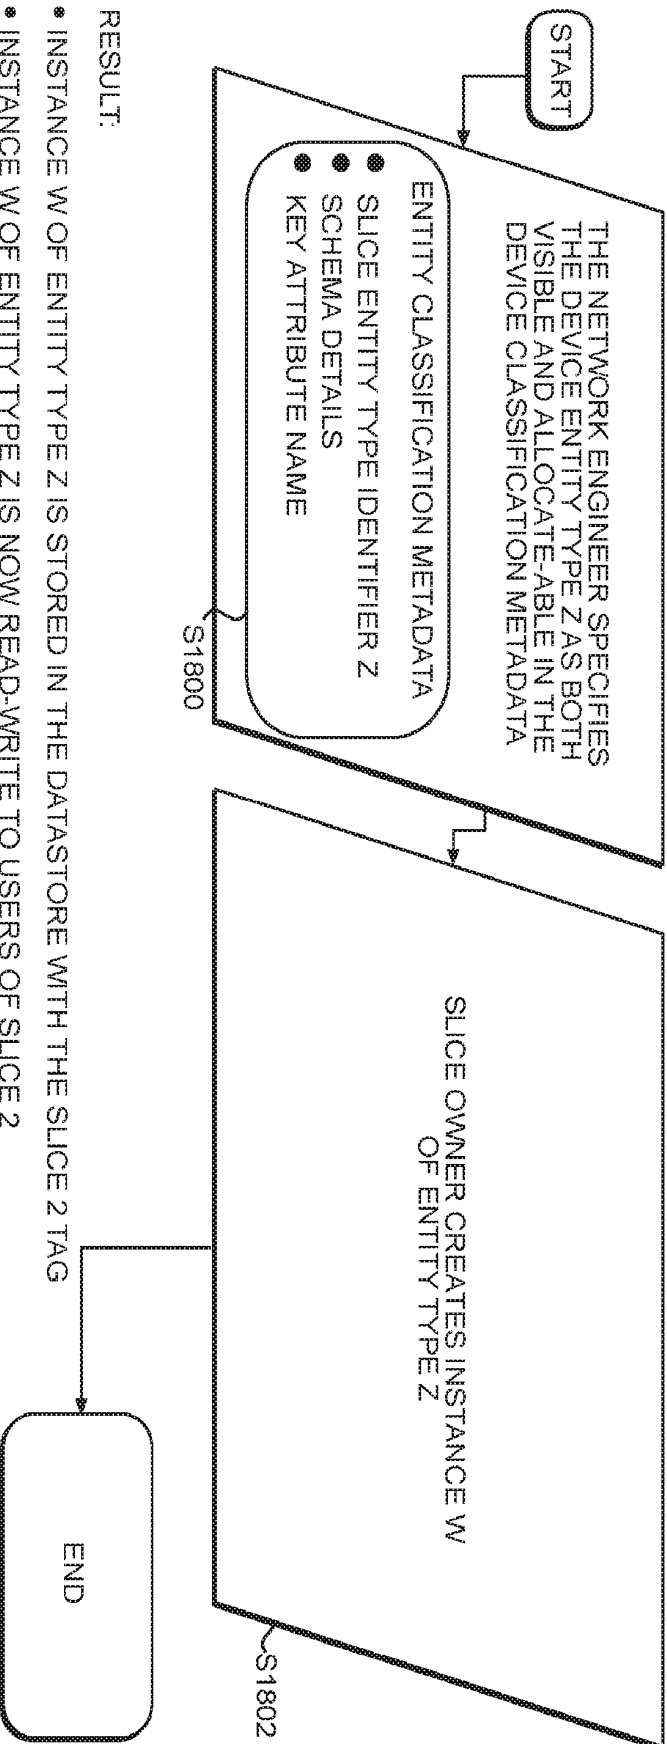 START
THE NETWORK ENGINEER SPECIFIES
THE DEVICE ENTITY TYPE Z AS BOTH
VISIBLE AND ALLOCATE-ABLE IN THE
DEVICE CLASSIFICATION METADATA
ENTITY CLASSIFICATION METADATA
● SLICE ENTITY TYPE IDENTIFIER Z
● SCHEMA DETAILS
● KEY ATTRIBUTE NAME
S1800
SLICE OWNER CREATES INSTANCE W
OF ENTITY TYPE Z
S1802
END
RESULT:
• INSTANCE W OF ENTITY TYPE Z IS STORED IN THE DATASTORE WITH THE SLICE 2 TAG
• INSTANCE W OF ENTITY TYPE Z IS NOW READ-WRITE TO USERS OF SLICE 2